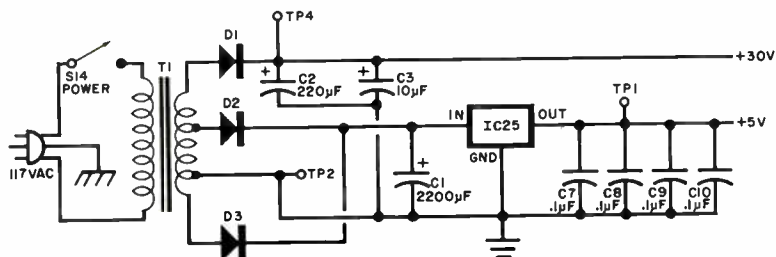 TP4
D1
+30V
S14
POWER
T1
+
C2
220µF
+
C3
10µF
TP1
D2
IN
IC25
OUT
+5V
GND
117VAC
TP2
+
C1
2200µF
C7
.1µF
C8
.1µF
C9
.1µF
C10
.1µF
D3